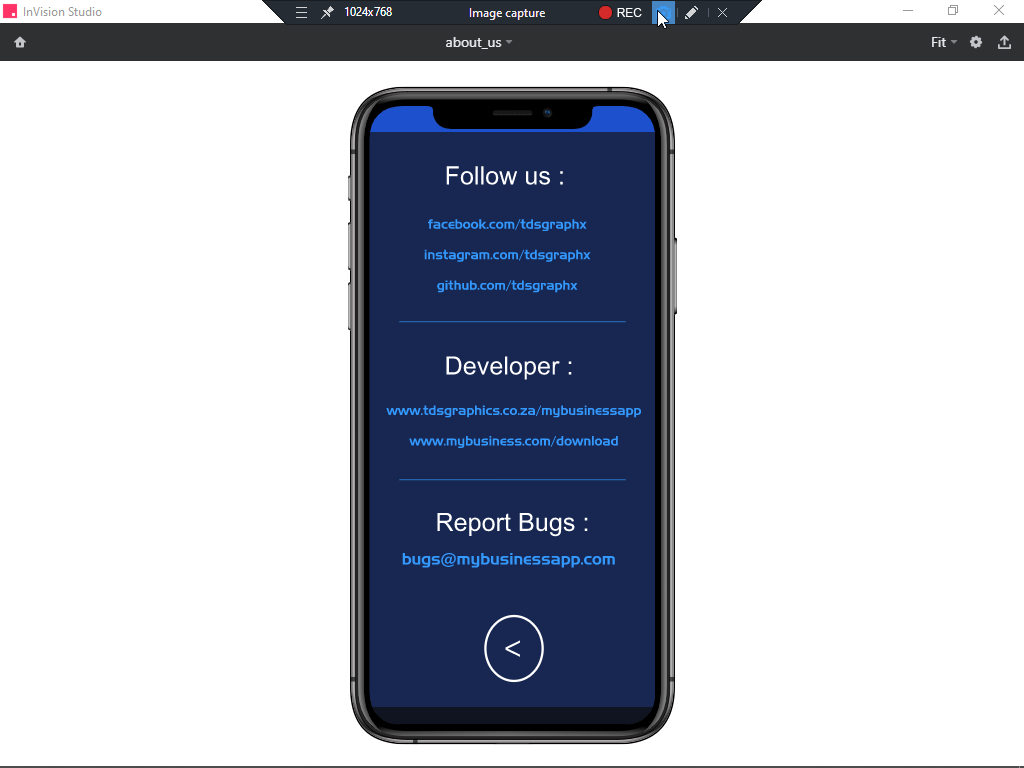 InVision Studio
1024x768
Image capture
REC
about_us
Fit
Follow us :
facebook.com/tdsgraphx
instagram.com/tdsgraphx
github.com/tdsgraphx
Developer :
www.tdsgraphics.co.za/mybusinessapp
www.mybusiness.com/download
Report Bugs :
bugs@mybusinessapp.com
<